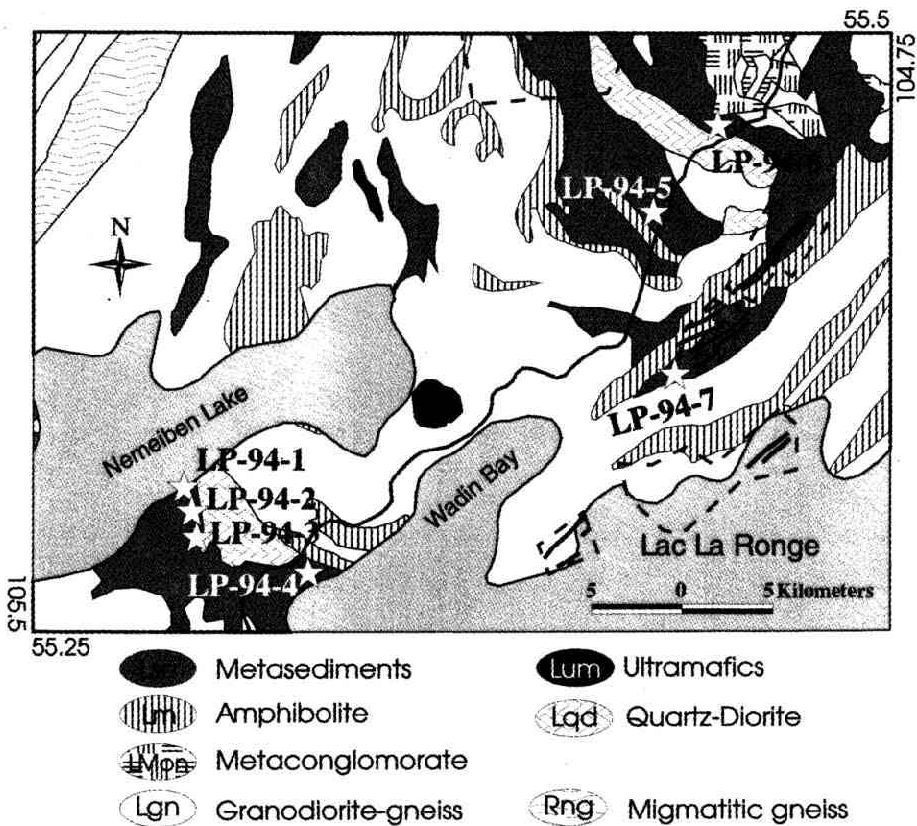 55.5
104.75
N
LP-94-5
Nemeiben Lake
LP-94-7
LP-94-1
LP-94-2
LP-94-3
Wadin Bay
LP-94-4
Lac La Ronge
5 0 5 Kilometers
105.5
55.25
Metasediments
Lum Ultramafics
Lm Amphibolite
Lqd Quartz-Diorite
Metaconglomorate
Lgn Granodiorite-gneiss
Rng Migmatitic gneiss